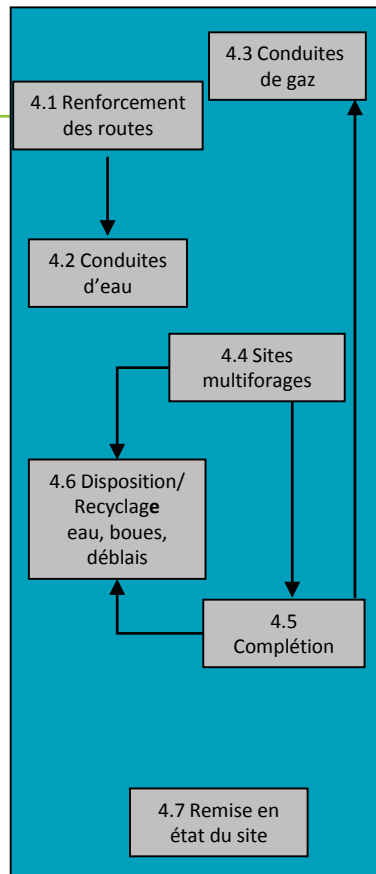 4.3 Conduites
de gaz
4.1 Renforcement
des routes
4.2 Conduites
d'eau
4.4 Sites
multiforages
4.6 Disposition/
Recyclage
eau, boues,
déblais
4.5
Complétion
4.7 Remise en
état du site